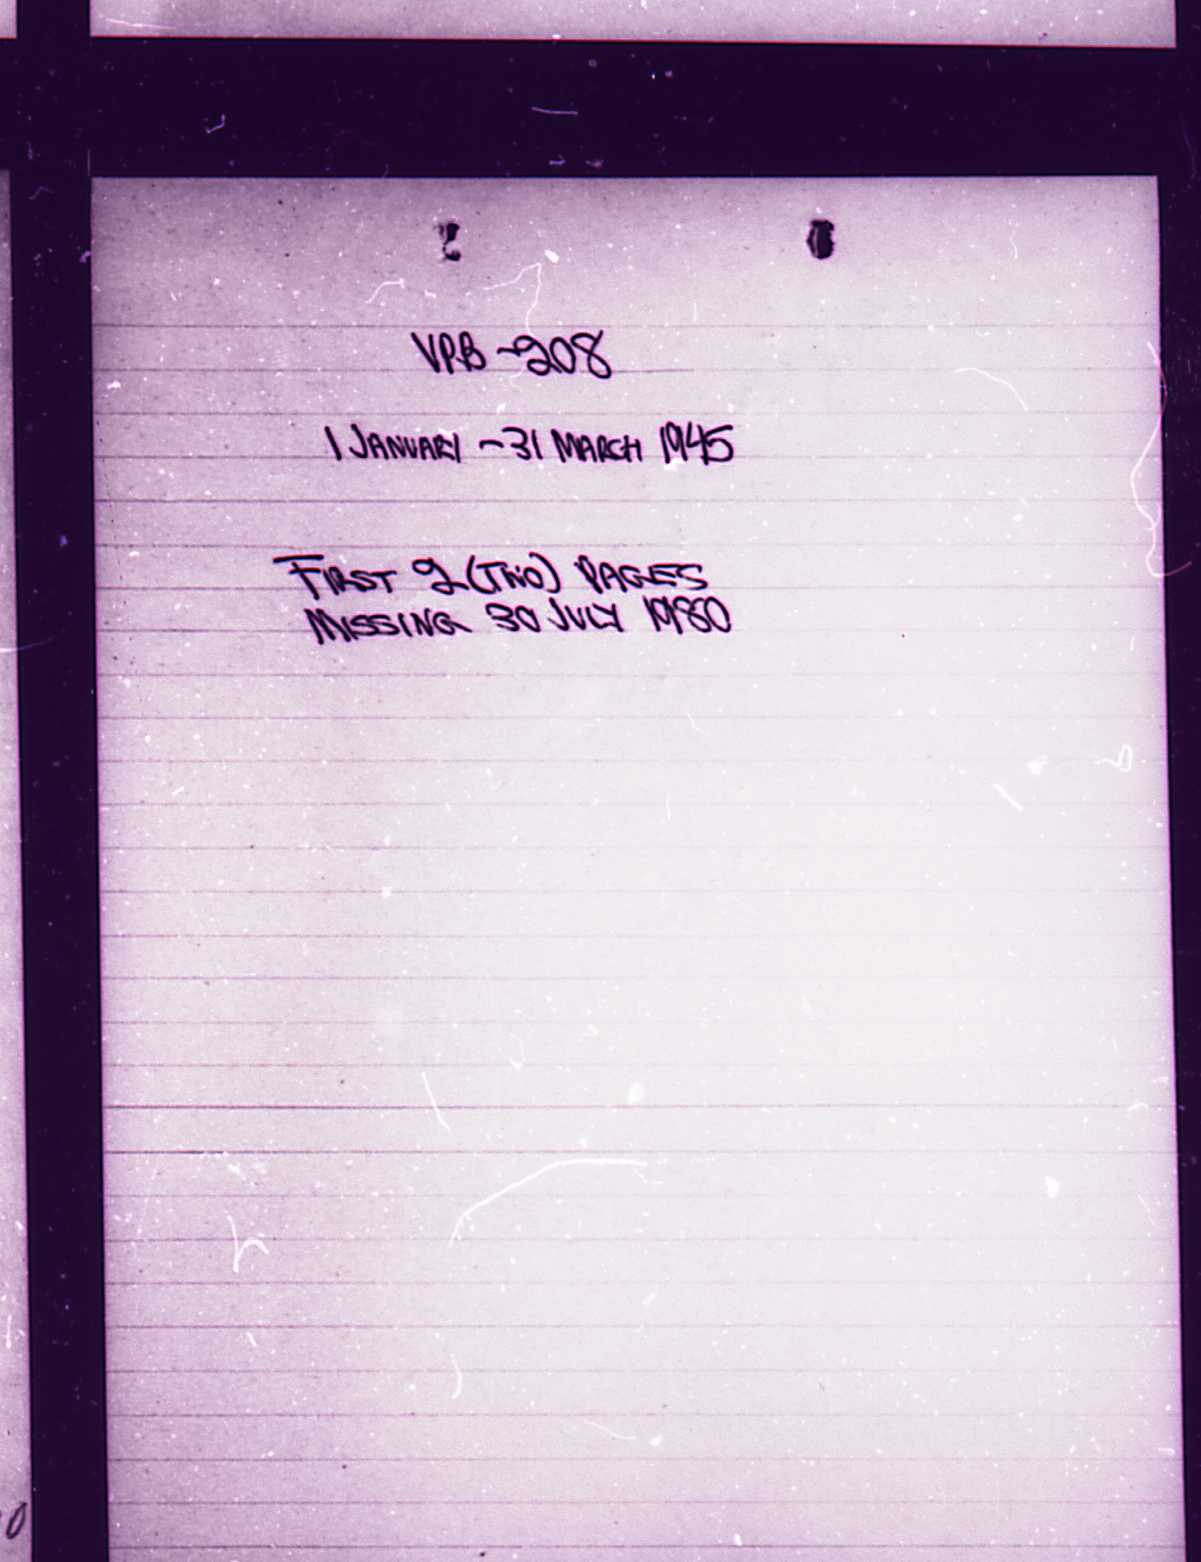 VPB-208
1 JANUARY - 31 MARCH 1945
FIRST 2 (TWO) PAGES
MISSING 30 JULY 1980